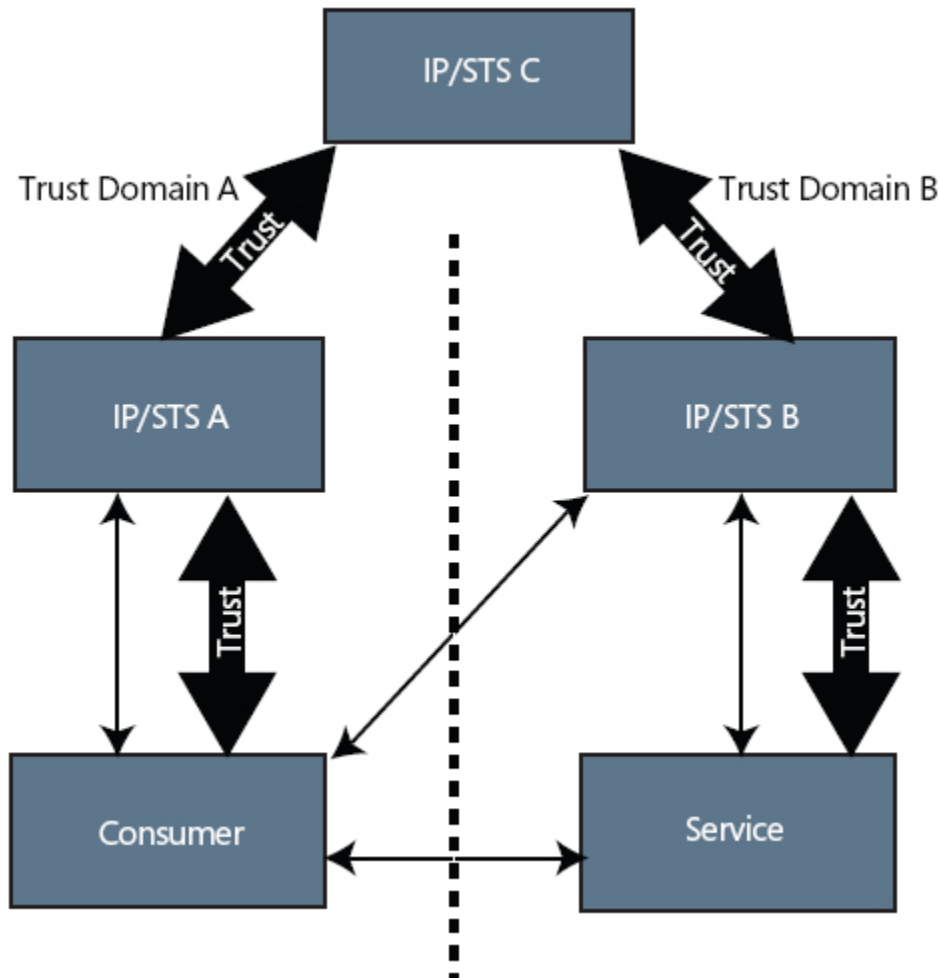 IP/STS C
Trust Domain A
Trust Domain B
Trust
Trust
IP/STS A
IP/STS B
Trust
Trust
Consumer
Service